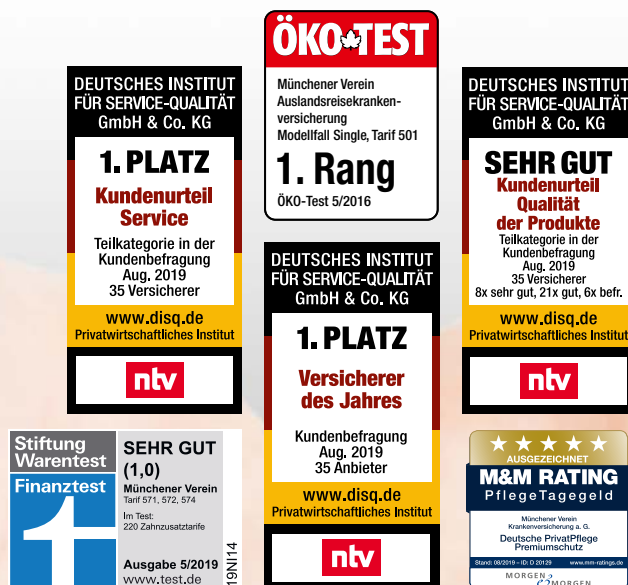 DEUTSCHES INSTITUT
FÜR SERVICE-QUALITÄT
GmbH & Co. KG
1. PLATZ
Kundenurteil
Service
Teilkategorie in der
Kundenbefragung
Aug. 2019
35 Versicherer
www.disq.de
Privatwirtschaftliches Institut
ntv
ÖKO TEST
Münchener Verein
Auslandsreisekranken-
versicherung
Modellfall Single, Tarif 501
1. Rang
ÖKO-Test 5/2016
DEUTSCHES INSTITUT
FÜR SERVICE-QUALITÄT
GmbH & Co. KG
SEHR GUT
Kundenurteil
Qualität
der Produkte
Teilkategorie in der
Kundenbefragung
Aug. 2019
35 Versicherer
8x sehr gut, 21x gut, 6x befr.
www.disq.de
Privatwirtschaftliches Institut
ntv
DEUTSCHES INSTITUT
FÜR SERVICE-QUALITÄT
GmbH & Co. KG
1. PLATZ
Versicherer
des Jahres
Kundenbefragung
Aug. 2019
35 Anbieter
www.disq.de
Privatwirtschaftliches Institut
ntv
Stiftung
Warentest
Finanztest
SEHR GUT
(1,0)
Münchener Verein
Tarif 571, 572, 574
Im Test:
220 Zahnzusatztarife
Ausgabe 5/2019
www.test.de
19NI14
AUSGEZEICHNET
M&M RATING
PflegeTagegeld
Münchener Verein
Krankenversicherung a. G.
Deutsche PrivatPflege
Premiumschutz
Stand: 08/2019 – ID: D 20129 www.mm-ratings.de
MORGEN &
MORGEN